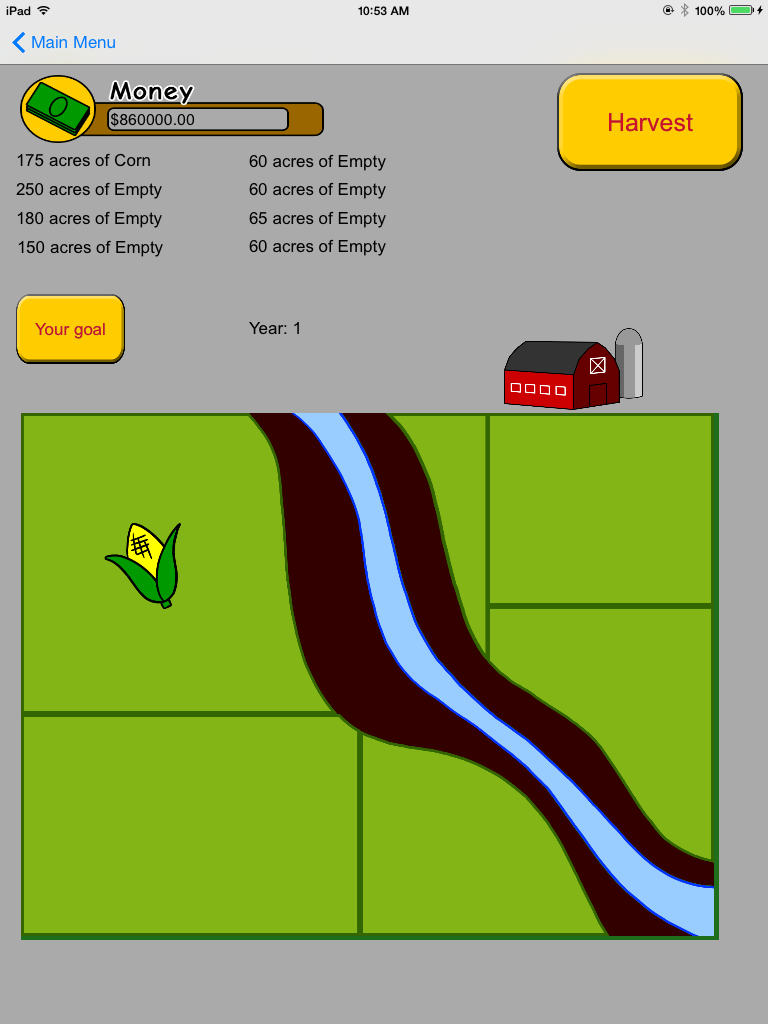 iPad 10:53 AM 100%
Main Menu
Money
$860000.00
Harvest
175 acres of Corn 60 acres of Empty
250 acres of Empty 60 acres of Empty
180 acres of Empty 65 acres of Empty
150 acres of Empty 60 acres of Empty
Your goal
Year: 1